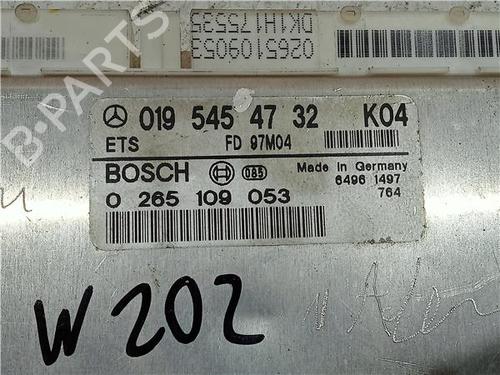 0265109053
DK1H175535
019 545 47 32 K04
ETS FD 97M04
BOSCH 085 Made in Germany
0 265 109 053 6496 1497
764
W202
B-PARTS